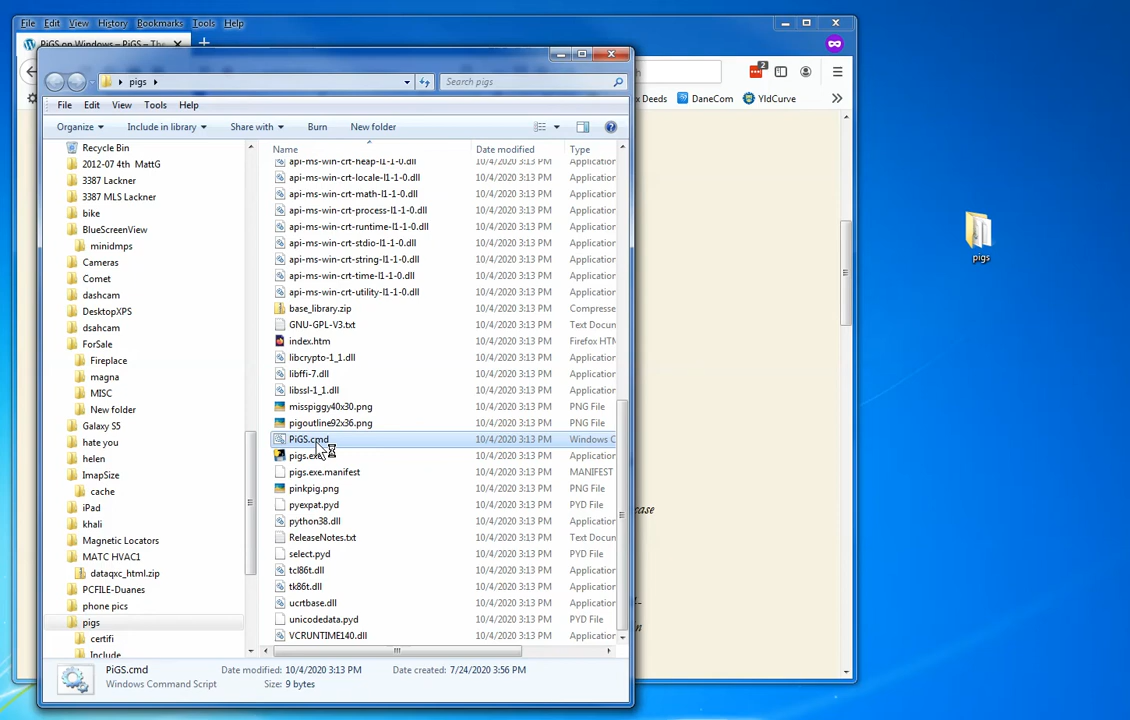 File Edit View History Bookmarks Tools Help
PiGS on Windows – PiGS – The
2
x Deeds DaneCom YldCurve
pigs
Search pigs
File Edit View Tools Help
Organize Include in library Share with Burn New folder
Recycle Bin
2012-07 4th MattG
3387 Lackner
3387 MLS Lackner
bike
BlueScreenView
minidmps
Cameras
Comet
dashcam
DesktopXPS
dsahcam
ForSale
Fireplace
magna
MISC
New folder
Galaxy S5
hate you
helen
ImapSize
cache
iPad
khali
Magnetic Locators
MATC HVAC1
dataqxc_html.zip
PCFILE-Duanes
phone pics
pigs
certifi
Include
Name Date modified Type
api-ms-win-crt-heap-l1-1-0.dll 10/4/2020 3:13 PM Application
api-ms-win-crt-locale-l1-1-0.dll 10/4/2020 3:13 PM Application
api-ms-win-crt-math-l1-1-0.dll 10/4/2020 3:13 PM Application
api-ms-win-crt-process-l1-1-0.dll 10/4/2020 3:13 PM Application
api-ms-win-crt-runtime-l1-1-0.dll 10/4/2020 3:13 PM Application
api-ms-win-crt-stdio-l1-1-0.dll 10/4/2020 3:13 PM Application
api-ms-win-crt-string-l1-1-0.dll 10/4/2020 3:13 PM Application
api-ms-win-crt-time-l1-1-0.dll 10/4/2020 3:13 PM Application
api-ms-win-crt-utility-l1-1-0.dll 10/4/2020 3:13 PM Application
base_library.zip 10/4/2020 3:13 PM Compresse
GNU-GPL-V3.txt 10/4/2020 3:13 PM Text Docun
index.htm 10/4/2020 3:13 PM Firefox HTM
libcrypto-1_1.dll 10/4/2020 3:13 PM Application
libffi-7.dll 10/4/2020 3:13 PM Application
libssl-1_1.dll 10/4/2020 3:13 PM Application
misspiggy40x30.png 10/4/2020 3:13 PM PNG File
pigoutline92x36.png 10/4/2020 3:13 PM PNG File
PiGS.cmd 10/4/2020 3:13 PM Windows C
pigs.exe 10/4/2020 3:13 PM Application
pigs.exe.manifest 10/4/2020 3:13 PM MANIFEST
pinkpig.png 10/4/2020 3:13 PM PNG File
pyexpat.pyd 10/4/2020 3:13 PM PYD File
python38.dll 10/4/2020 3:13 PM Application
ReleaseNotes.txt 10/4/2020 3:13 PM Text Docun
select.pyd 10/4/2020 3:13 PM PYD File
tcl86t.dll 10/4/2020 3:13 PM Application
tk86t.dll 10/4/2020 3:13 PM Application
ucrtbase.dll 10/4/2020 3:13 PM Application
unicodedata.pyd 10/4/2020 3:13 PM PYD File
VCRUNTIME140.dll 10/4/2020 3:13 PM Application
PiGS.cmd Date modified: 10/4/2020 3:13 PM Date created: 7/24/2020 3:56 PM
Windows Command Script Size: 9 bytes
pigs